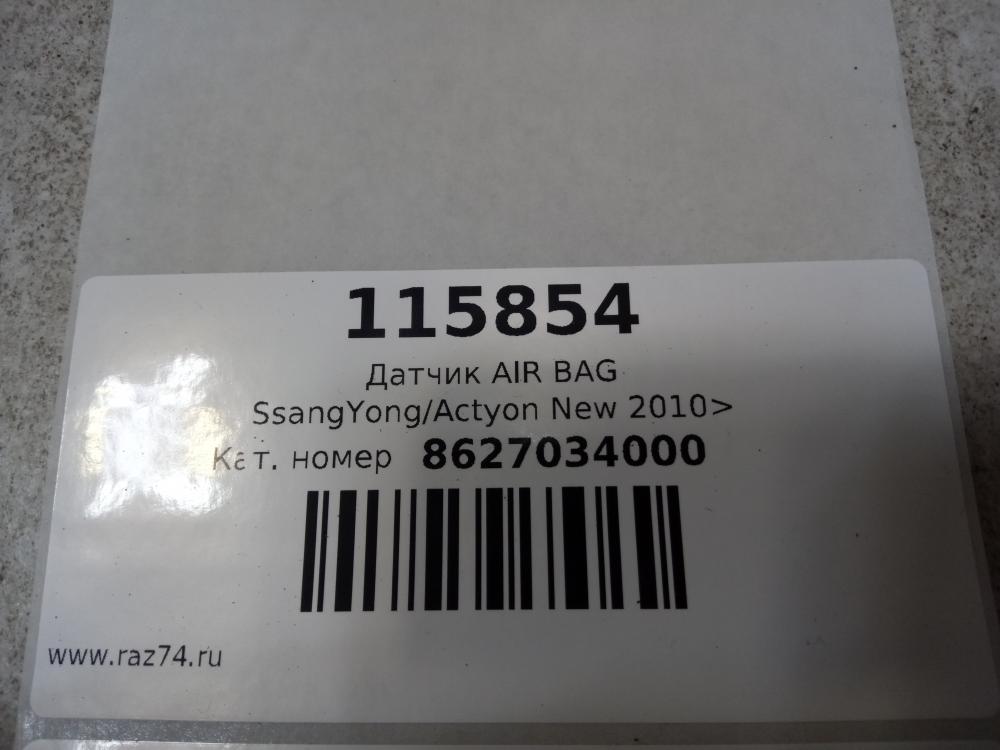 115854
Датчик AIR BAG
SsangYong/Actyon New 2010>
Кат. номер 8627034000
www.raz74.ru